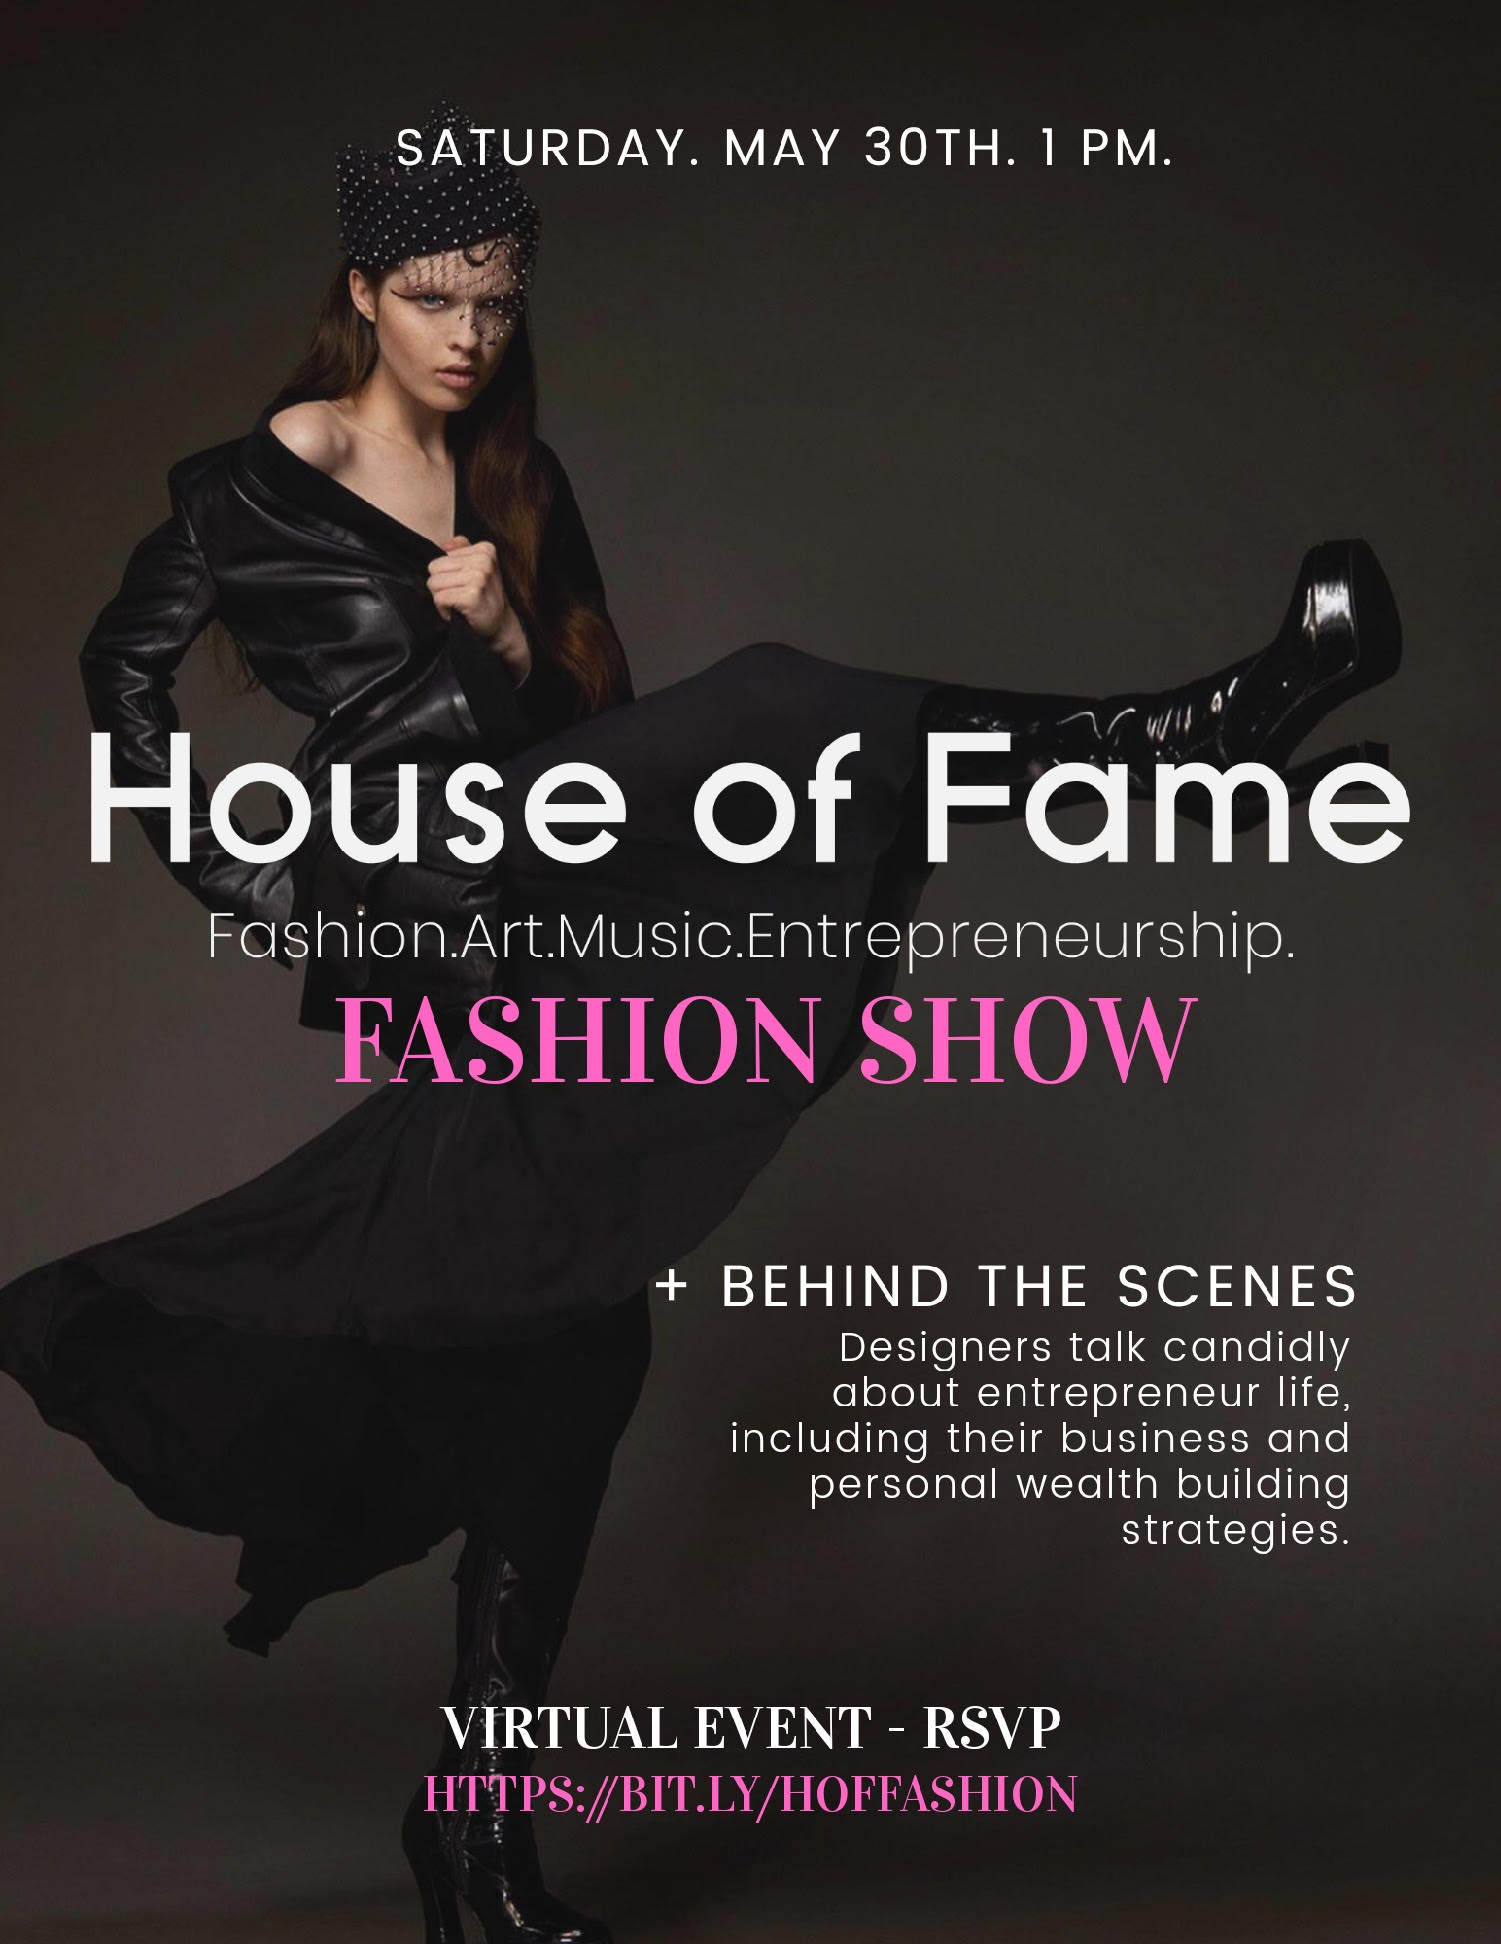 SATURDAY. MAY 30TH. 1 PM.
House of Fame
Fashion.Art.Music.Entrepreneurship.
FASHION SHOW
+ BEHIND THE SCENES
Designers talk candidly
about entrepreneur life,
including their business and
personal wealth building
strategies.
VIRTUAL EVENT - RSVP
HTTPS://BIT.LY/HOFFASHION